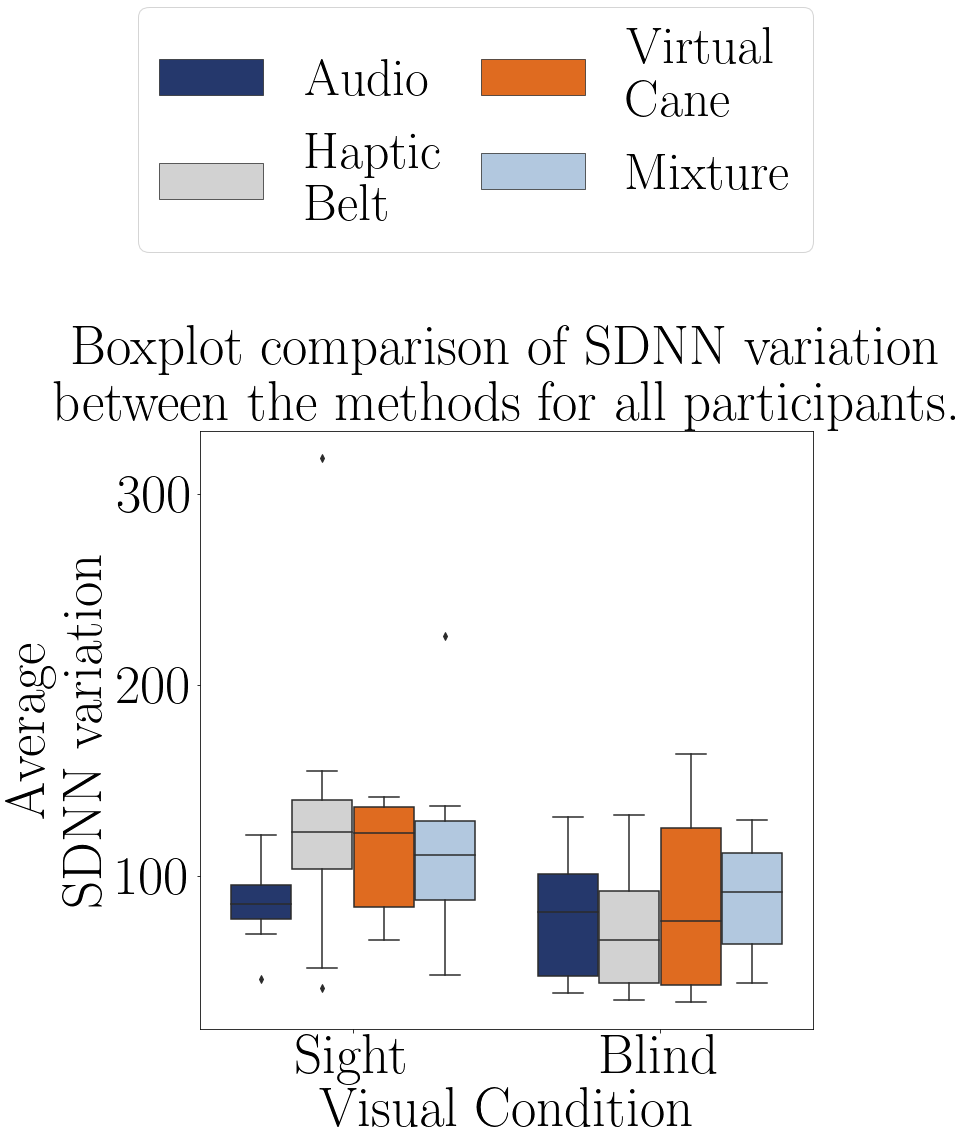 Audio
Haptic
Belt
Virtual
Cane
Mixture
Boxplot comparison of SDNN variation
between the methods for all participants.
Average
SDNN variation
300
200
100
Sight
Blind
Visual Condition